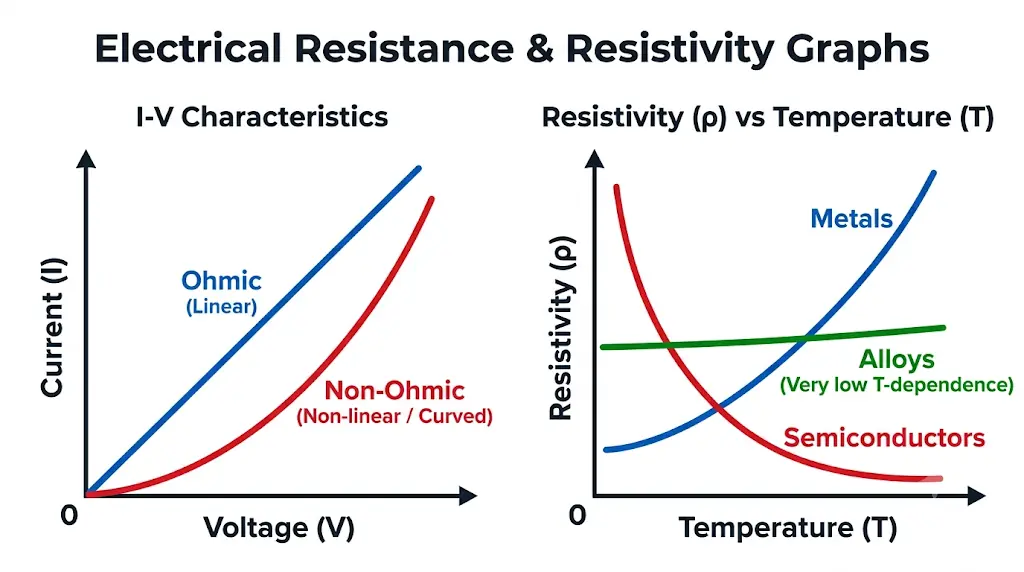 Electrical Resistance & Resistivity Graphs
I-V Characteristics
Current (I)
Ohmic
(Linear)
Non-Ohmic
(Non-linear / Curved)
0
Voltage (V)
Resistivity (ρ) vs Temperature (T)
Resistivity (ρ)
Metals
Alloys
(Very low T-dependence)
Semiconductors
0
Temperature (T)